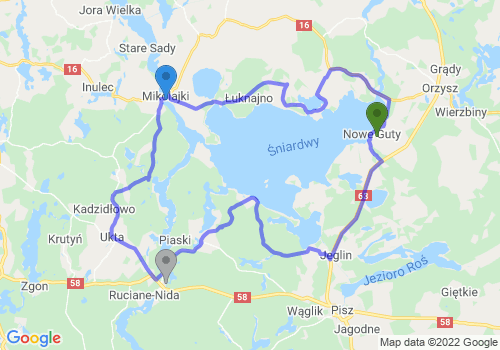 Jora Wielka
Stare Sady
16
16
Grądy
Inulec
Mikołajki
Łuknajno
Orzysz
Wierzbiny
Nowe Guty
Śniardwy
63
Kadzidłowo
Krutyń
Ukta
Piaski
Jeglin
Jezioro Roś
Zgon
58
Ruciane-Nida
58
Giętkie
Wąglik
Pisz
58
Jagodne
Google
Map data ©2022 Google